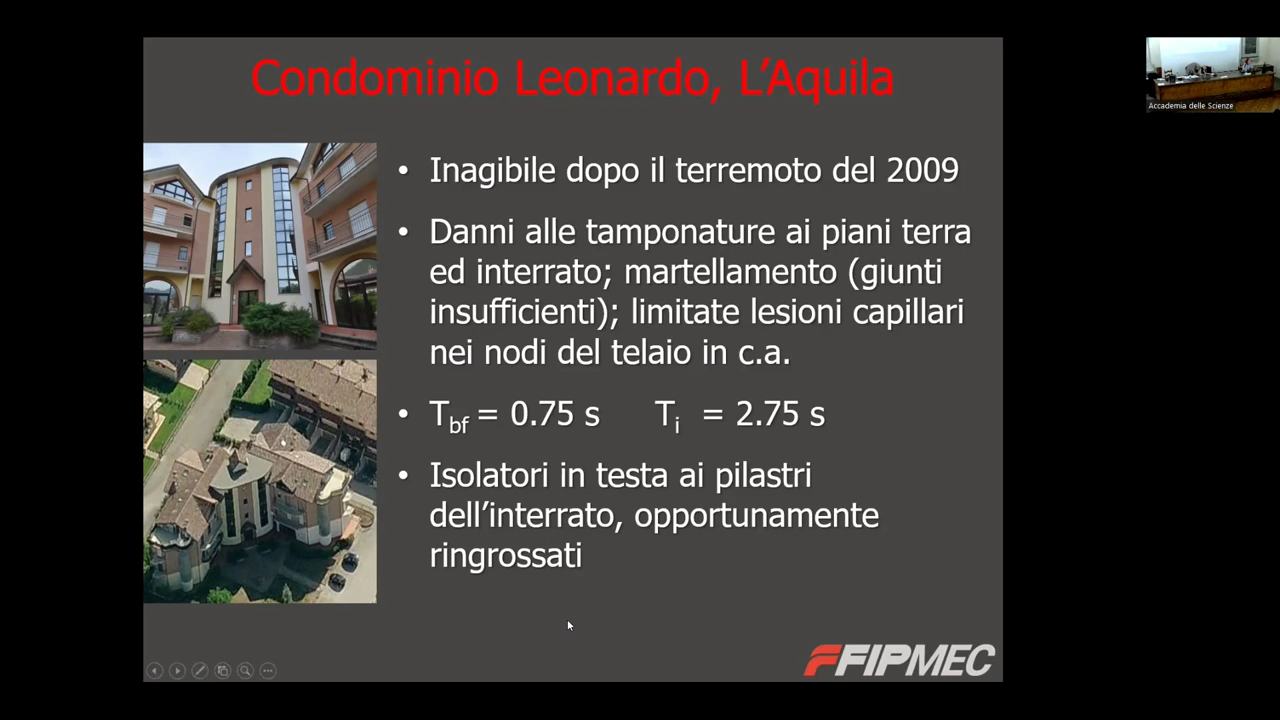 Condominio Leonardo, L’Aquila
• Inagibile dopo il terremoto del 2009
• Danni alle tamponature ai piani terra
ed interrato; martellamento (giunti
insufficienti); limitate lesioni capillari
nei nodi del telaio in c.a.
• Tbf = 0.75 s Ti = 2.75 s
• Isolatori in testa ai pilastri
dell’interrato, opportunamente
ringrossati
FIPMEC
Accademia delle Scienze